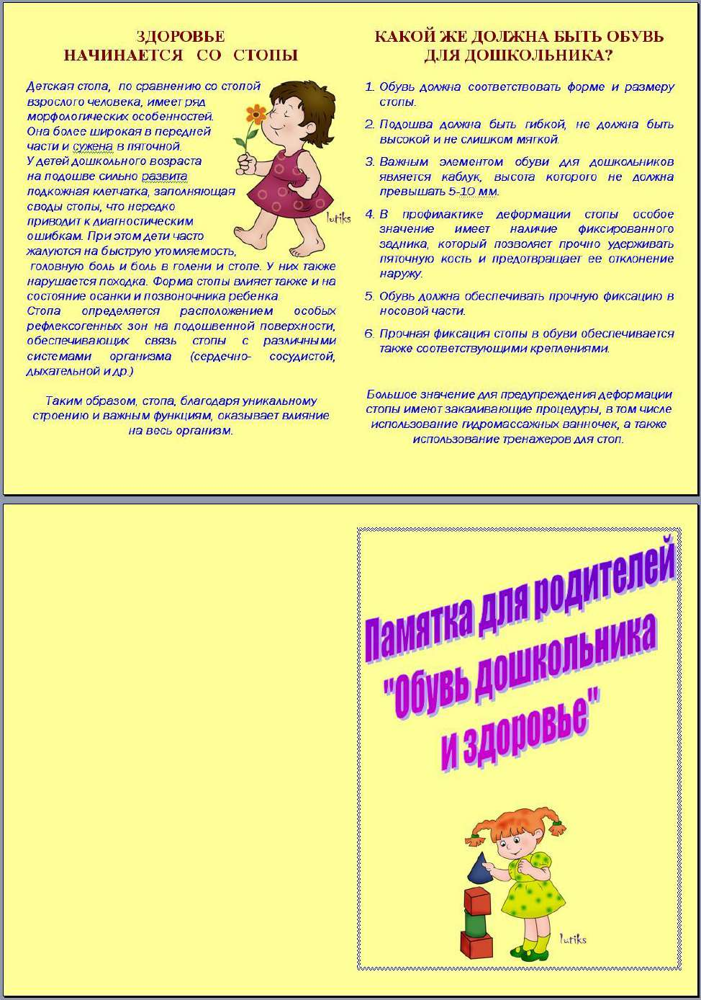 ЗДОРОВЬЕ
НАЧИНАЕТСЯ СО СТОПЫ
Детская стопа, по сравнению со стопой
взрослого человека, имеет ряд
морфологических особенностей.
Она более широкая в передней
части и сужена в пяточной.
У детей дошкольного возраста
на подошве сильно развита
подкожная клетчатка, заполняющая
своды стопы, что нередко
приводит к диагностическим
ошибкам. При этом дети часто
жалуются на быструю утомляемость,
головную боль и боль в голени и стопе. У них также
нарушается походка. Форма стопы влияет также и на
состояние осанки и позвоночника ребенка.
Стопа определяется расположением особых
рефлексогенных зон на подошвенной поверхности,
обеспечивающих связь стопы с различными
системами организма (сердечно- сосудистой,
дыхательной и др.)
Таким образом, стопа, благодаря уникальному
строению и важным функциям, оказывает влияние
на весь организм.
lutiks
КАКОЙ ЖЕ ДОЛЖНА БЫТЬ ОБУВЬ
ДЛЯ ДОШКОЛЬНИКА?
1. Обувь должна соответствовать форме и размеру
стопы.
2. Подошва должна быть гибкой, не должна быть
высокой и не слишком мягкой.
3. Важным элементом обуви для дошкольников
является каблук, высота которого не должна
превышать 5-10 мм.
4. В профилактике деформации стопы особое
значение имеет наличие фиксированного
задника, который позволяет прочно удерживать
пяточную кость и предотвращает ее отклонение
наружу.
5. Обувь должна обеспечивать прочную фиксацию в
носовой части.
6. Прочная фиксация стопы в обуви обеспечивается
также соответствующими креплениями.
Большое значение для предупреждения деформации
стопы имеют закаливающие процедуры, в том числе
использование гидромассажных ванночек, а также
использование тренажеров для стоп.
Памятка для родителей
"Обувь дошкольника
и здоровье"
lutiks